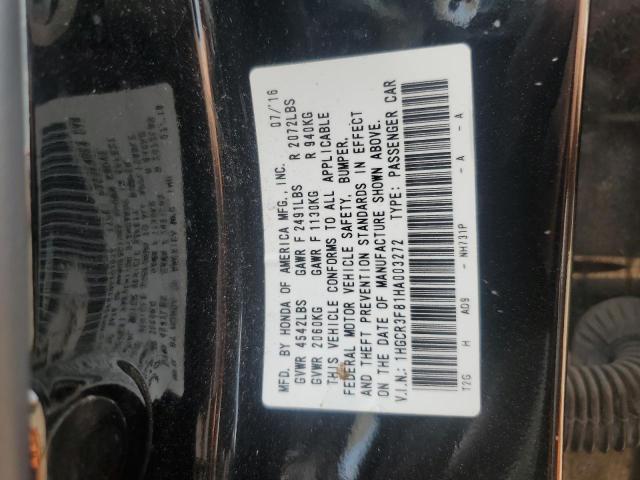 MFD. BY HONDA OF AMERICA MFG., INC. 07/'16
GVWR 4542LBS GAWR F 2491LBS R 2072LBS
GVWR 2060KG GAWR F 1130KG R 940KG
THIS VEHICLE CONFORMS TO ALL APPLICABLE
FEDERAL MOTOR VEHICLE SAFETY, BUMPER,
AND THEFT PREVENTION STANDARDS IN EFFECT
ON THE DATE OF MANUFACTURE SHOWN ABOVE.
V.I.N.: 1HGCR3F81HA003272 TYPE: PASSENGER CAR
T2G H AD9 - NH731P - A - A